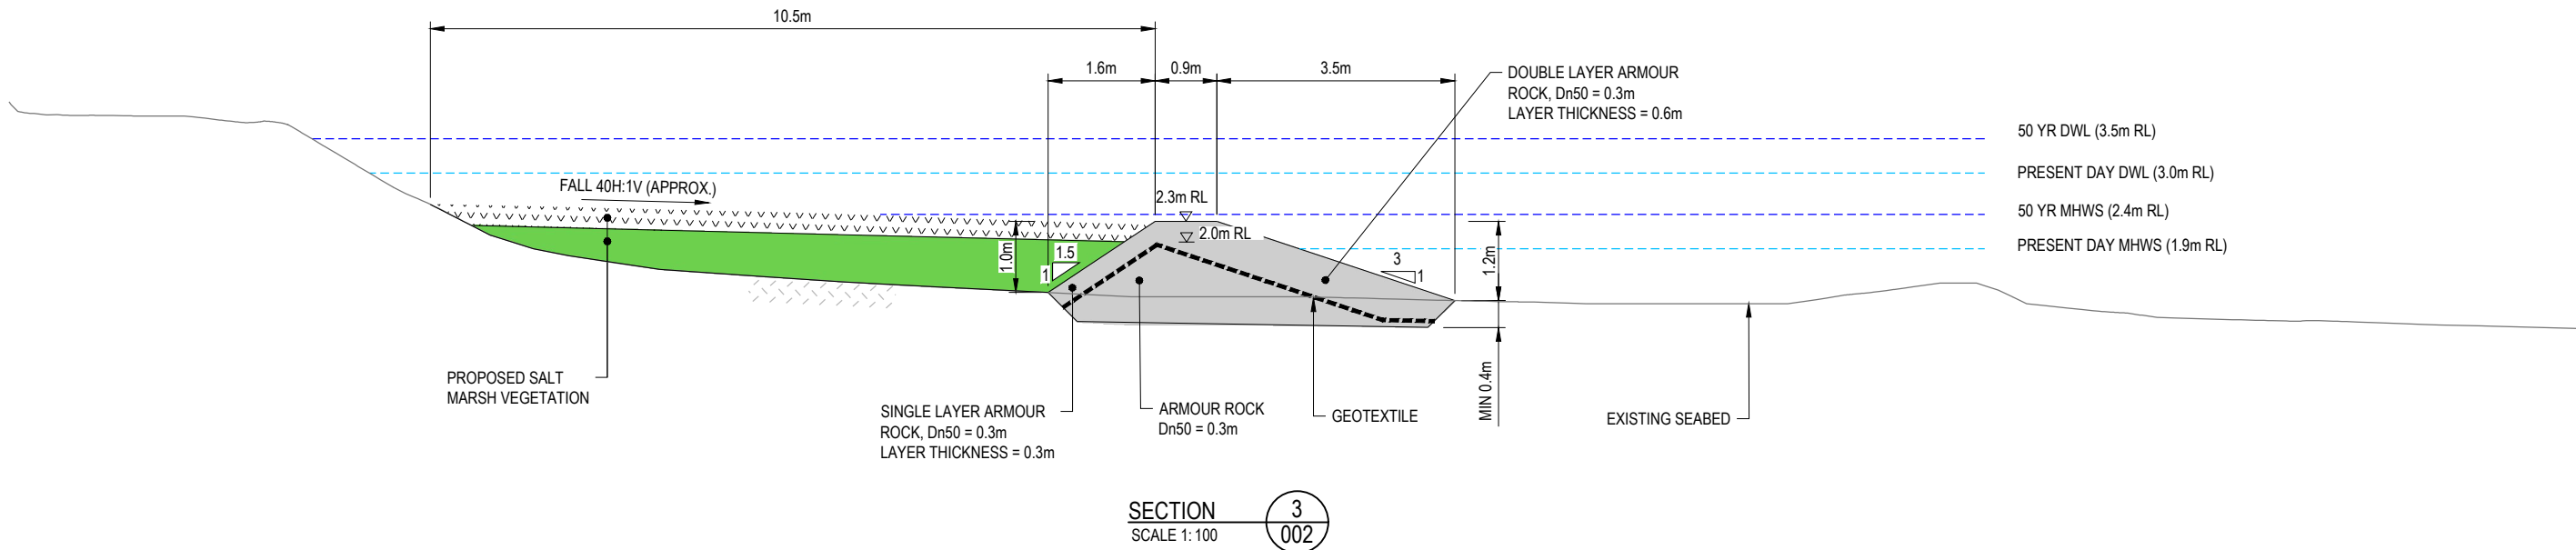 10.5m
1.6m
0.9m
3.5m
DOUBLE LAYER ARMOUR
ROCK, Dn50 = 0.3m
LAYER THICKNESS = 0.6m
50 YR DWL (3.5m RL)
PRESENT DAY DWL (3.0m RL)
FALL 40H:1V (APPROX.)
2.3m RL
50 YR MHWS (2.4m RL)
2.0m RL
PRESENT DAY MHWS (1.9m RL)
1.0m
1.5
1
3
1
1.2m
MIN 0.4m
PROPOSED SALT
MARSH VEGETATION
SINGLE LAYER ARMOUR
ROCK, Dn50 = 0.3m
LAYER THICKNESS = 0.3m
ARMOUR ROCK
Dn50 = 0.3m
GEOTEXTILE
EXISTING SEABED
SECTION
SCALE 1: 100
3
002